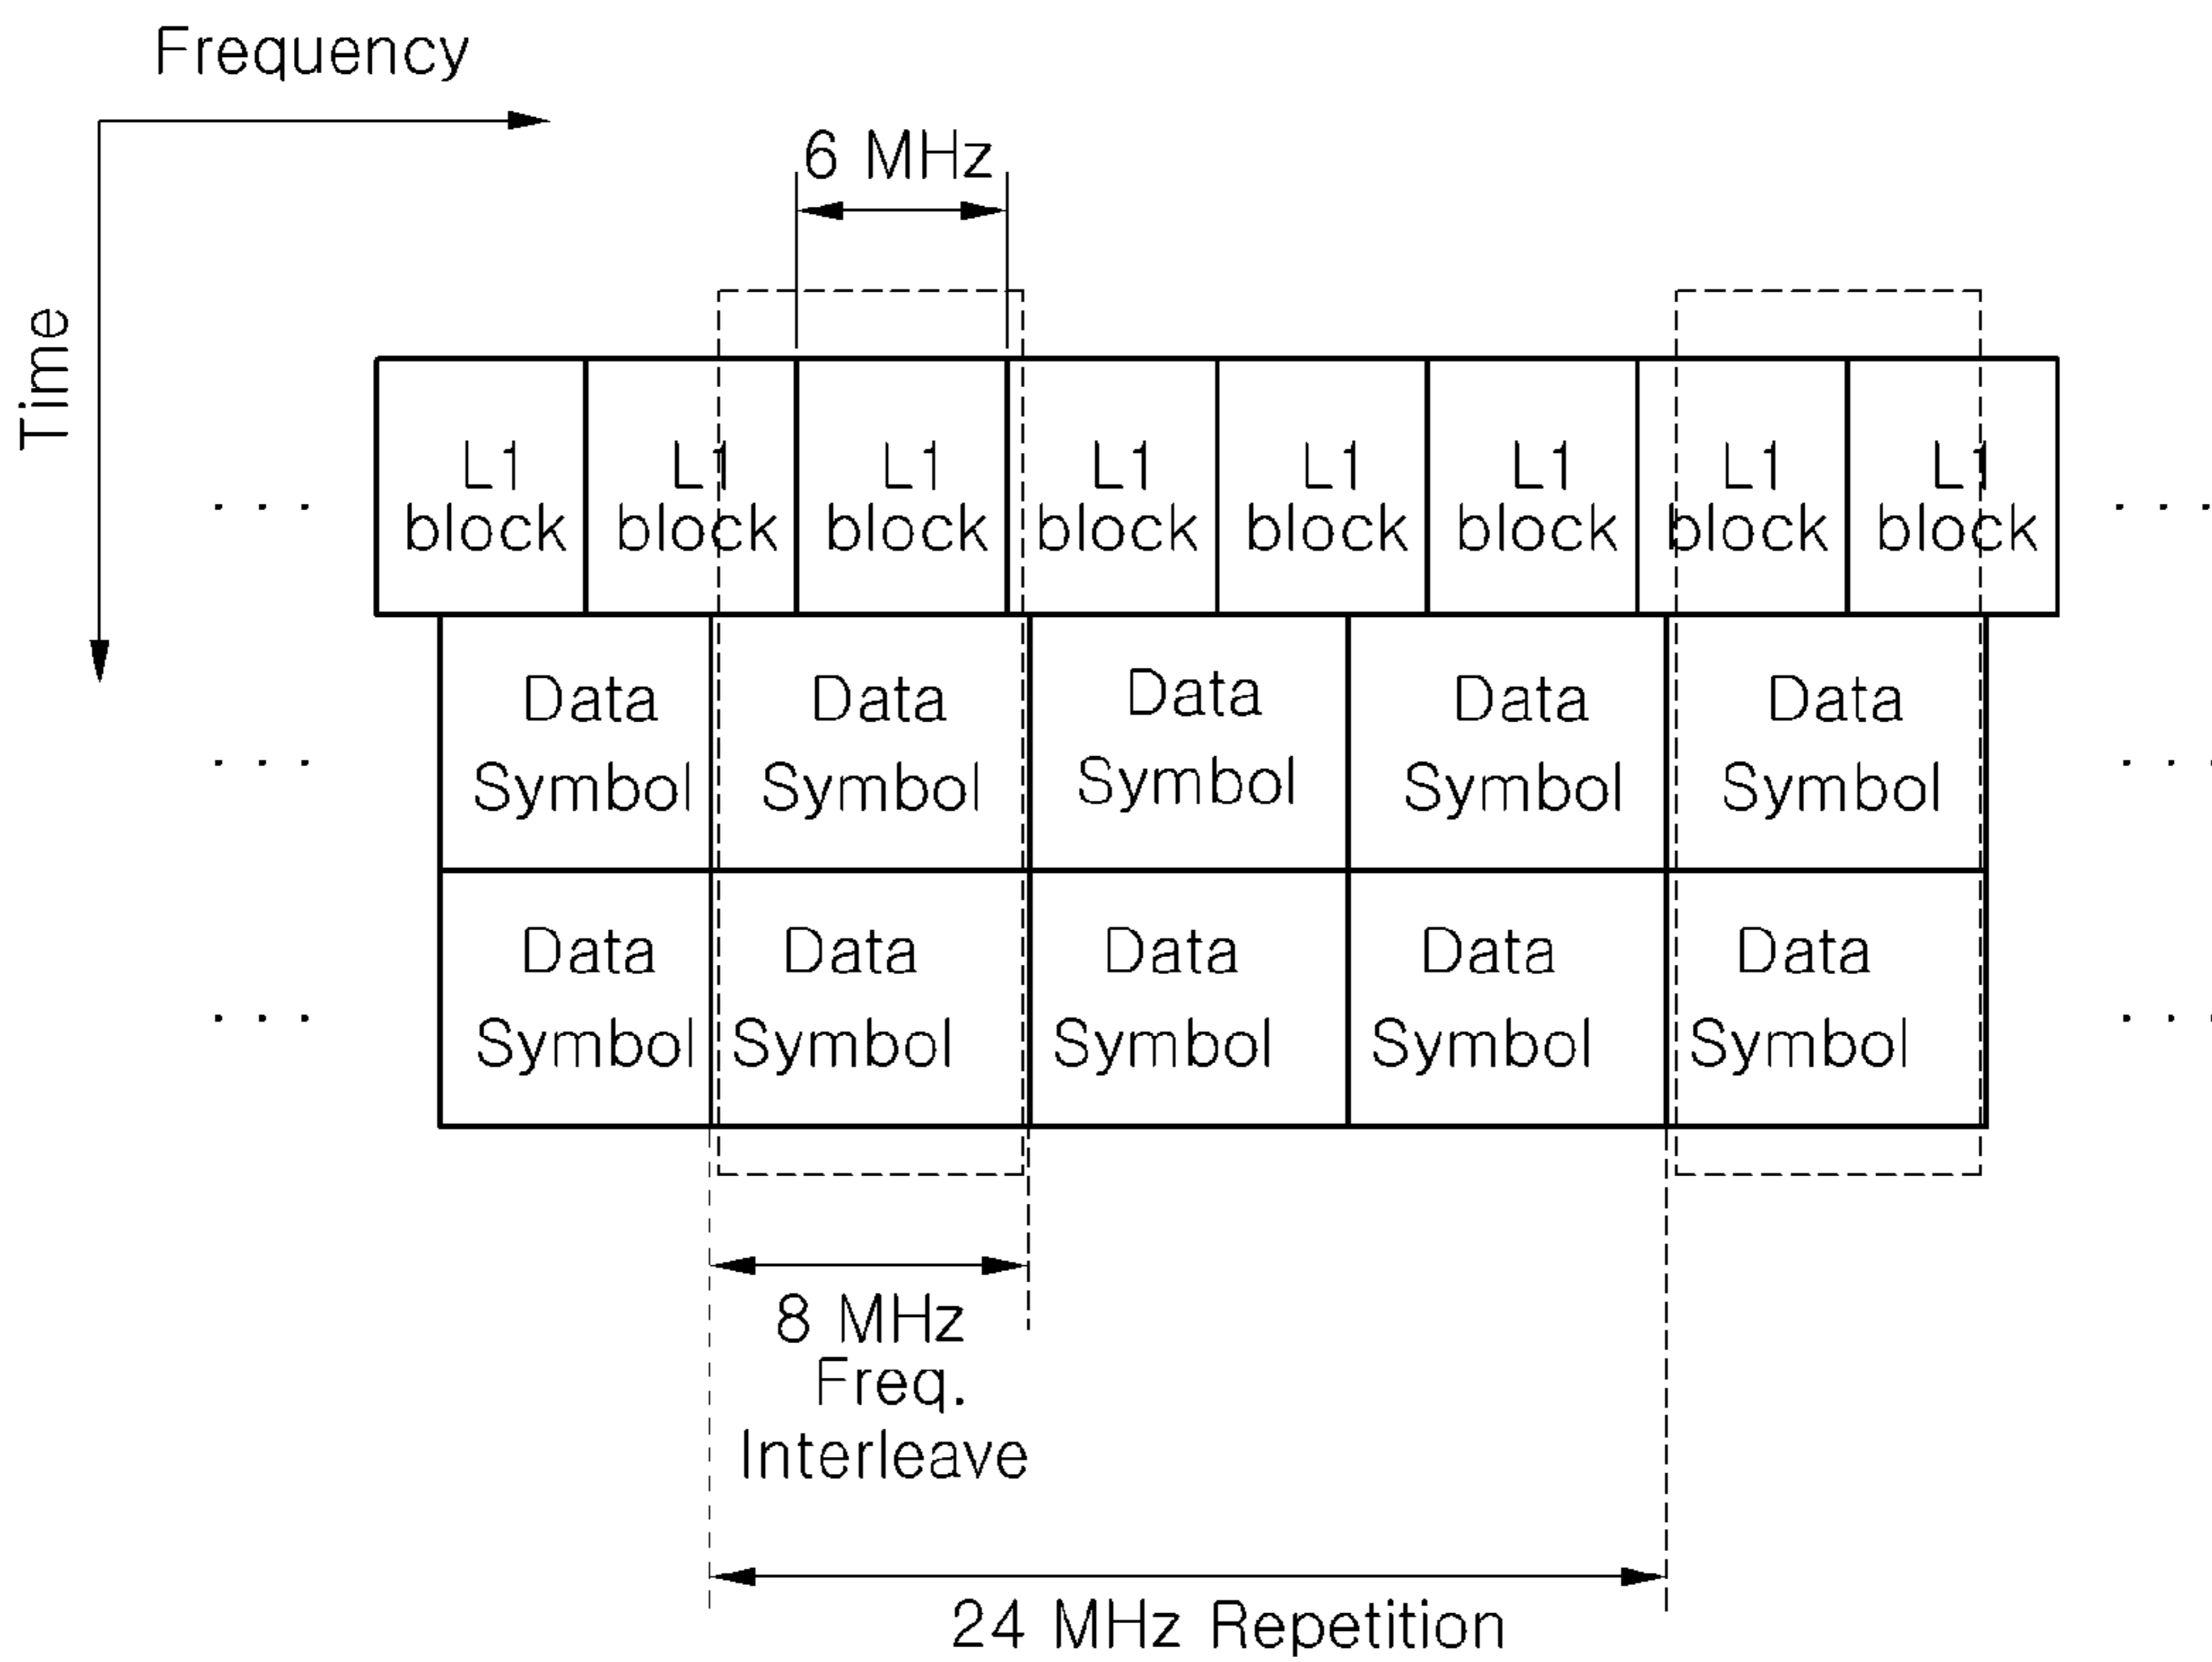 Frequency
6 MHz
Time
L1 L1 L1 L1 L1 L1 L1 L1
. . . block block block block block block block block . . .
Data Data Data Data Data
. . . Symbol Symbol Symbol Symbol Symbol . . .
Data Data Data Data Data
. . . Symbol Symbol Symbol Symbol Symbol . . .
8 MHz
Freq.
Interleave
24 MHz Repetition